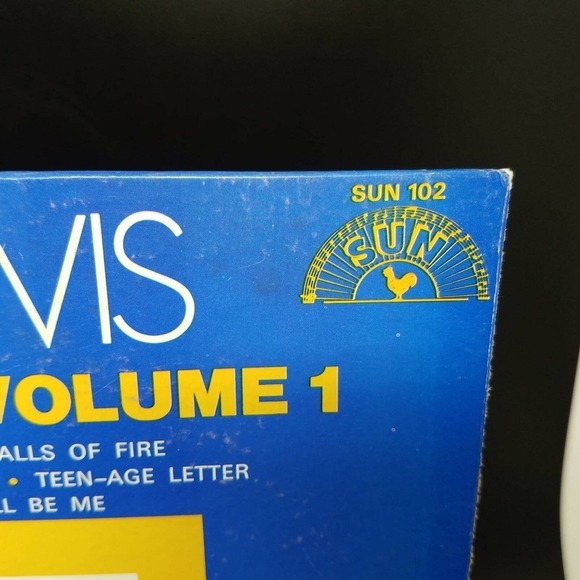 SUN 102
SUN
VIS
VOLUME 1
ALLS OF FIRE
• TEEN-AGE LETTER
LL BE ME